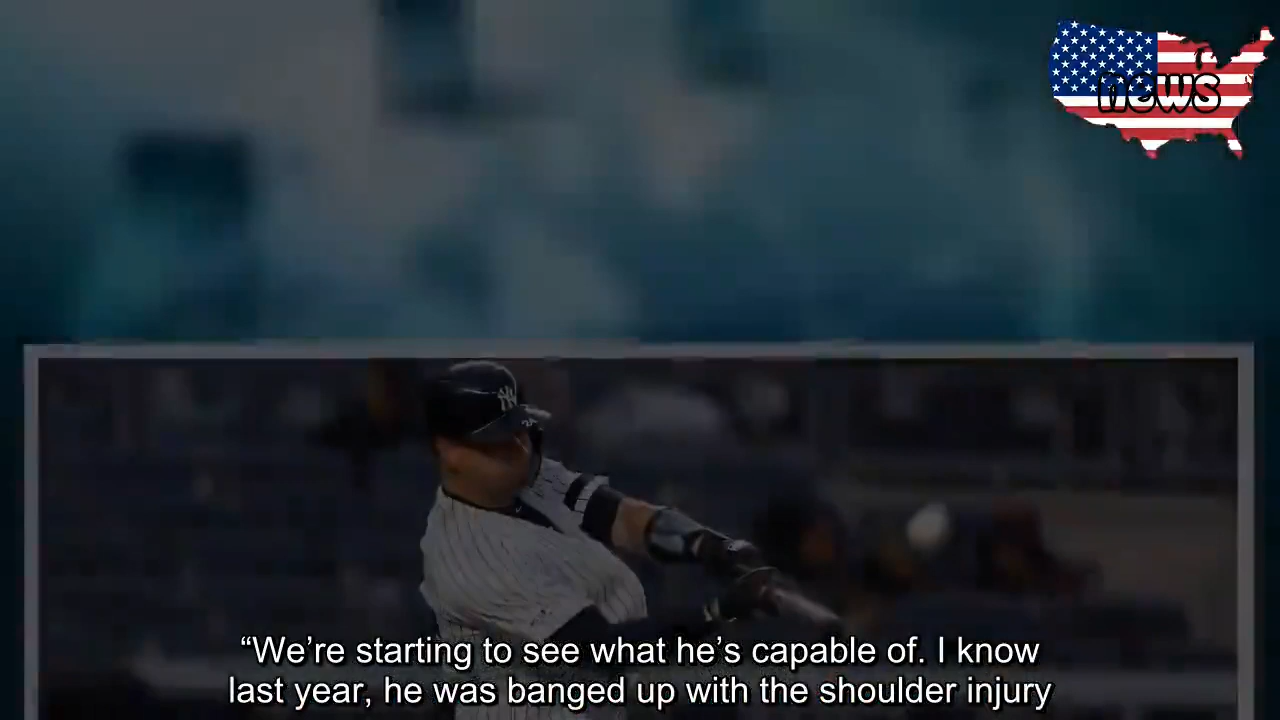 news
NY
“We’re starting to see what he’s capable of. I know
last year, he was banged up with the shoulder injury